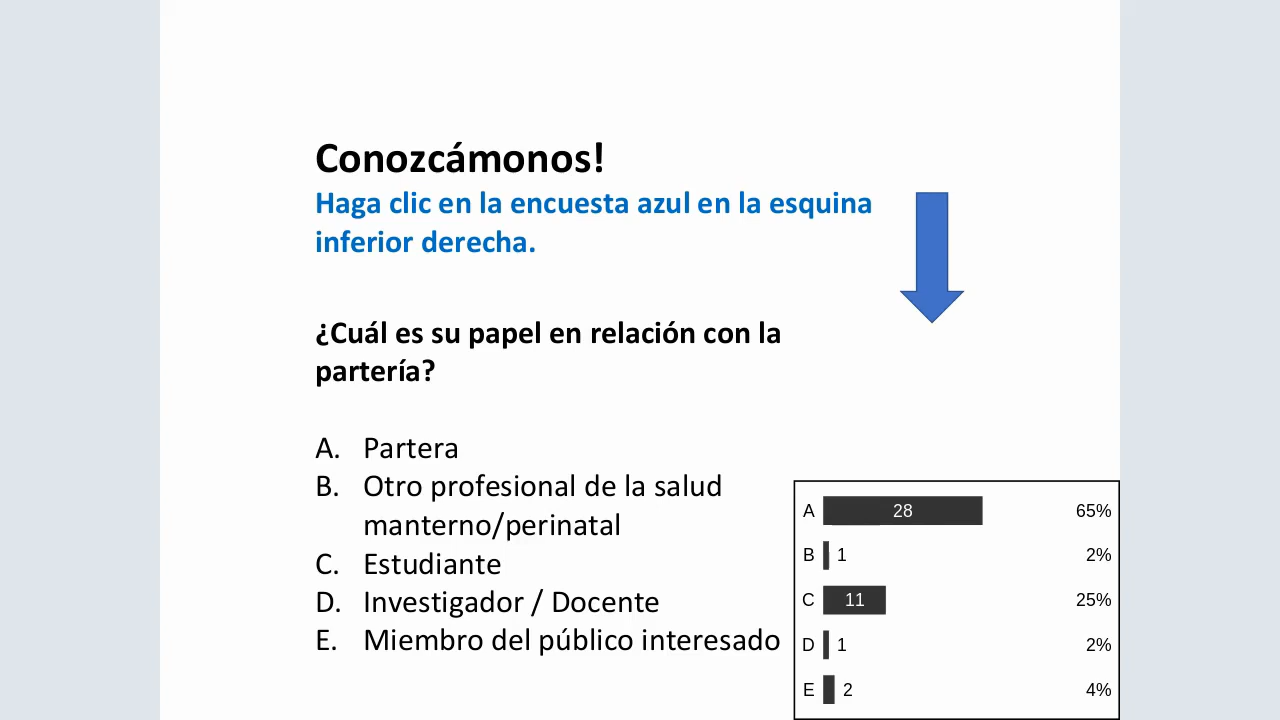 Conozcámonos!
Haga clic en la encuesta azul en la esquina
inferior derecha.
¿Cuál es su papel en relación con la
partería?
A. Partera
B. Otro profesional de la salud
manterno/perinatal
C. Estudiante
D. Investigador / Docente
E. Miembro del público interesado
A 28 65%
B 1 2%
C 11 25%
D 1 2%
E 2 4%